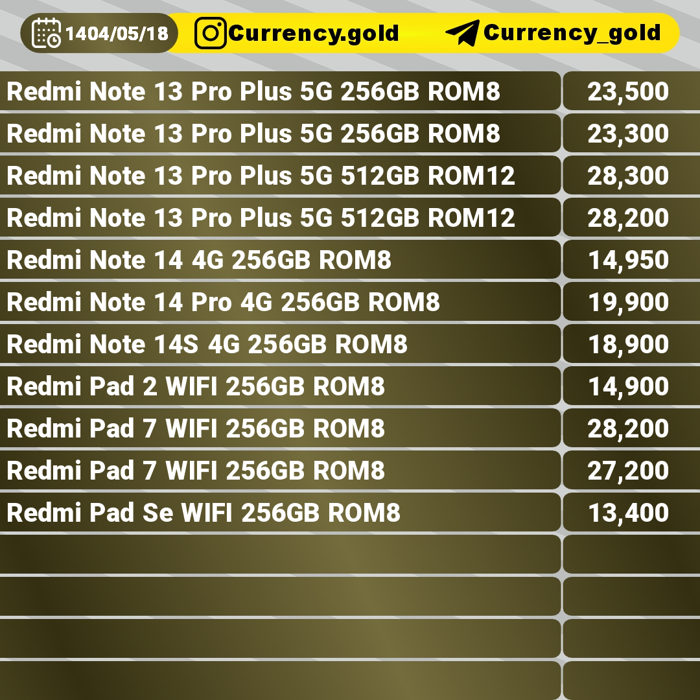 1404/05/18 Currency.gold Currency_gold
Redmi Note 13 Pro Plus 5G 256GB ROM8 23,500
Redmi Note 13 Pro Plus 5G 256GB ROM8 23,300
Redmi Note 13 Pro Plus 5G 512GB ROM12 28,300
Redmi Note 13 Pro Plus 5G 512GB ROM12 28,200
Redmi Note 14 4G 256GB ROM8 14,950
Redmi Note 14 Pro 4G 256GB ROM8 19,900
Redmi Note 14S 4G 256GB ROM8 18,900
Redmi Pad 2 WIFI 256GB ROM8 14,900
Redmi Pad 7 WIFI 256GB ROM8 28,200
Redmi Pad 7 WIFI 256GB ROM8 27,200
Redmi Pad Se WIFI 256GB ROM8 13,400